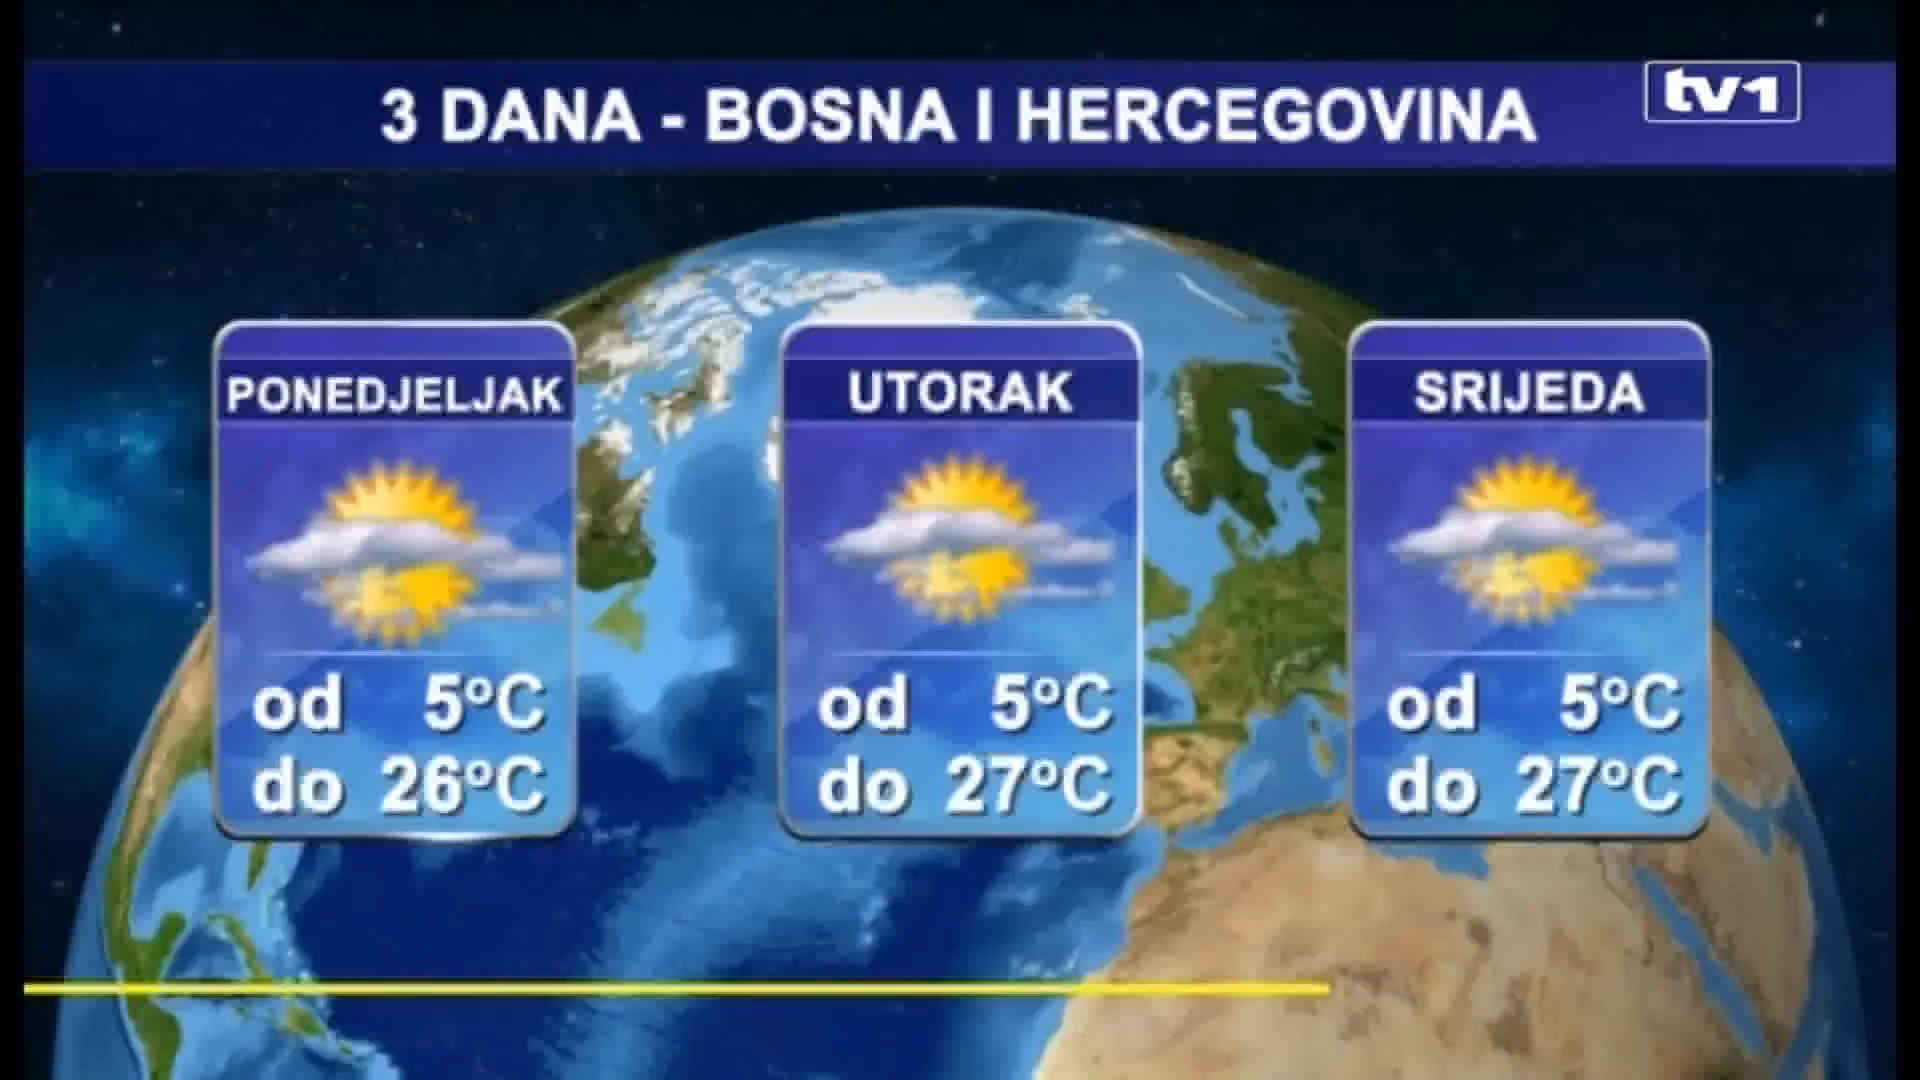 3 DANA - BOSNA I HERCEGOVINA
tv1
PONEDJELJAK
od 5°C
do 26°C
UTORAK
od 5°C
do 27°C
SRIJEDA
od 5°C
do 27°C